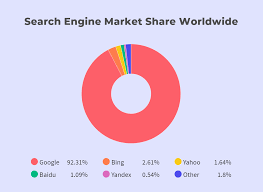 Search Engine Market Share Worldwide
Google 92.31% Bing 2.61% Yahoo 1.64%
Baidu 1.09% Yandex 0.54% Other 1.8%